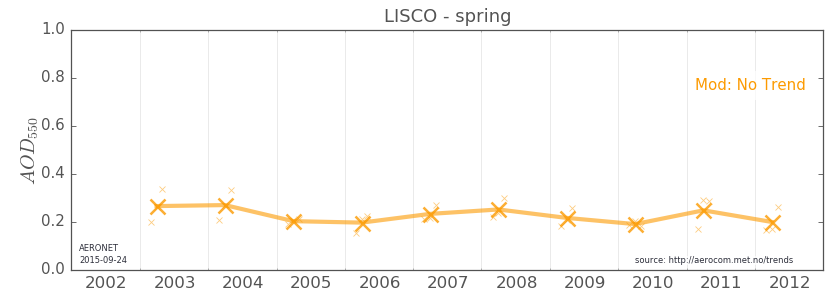 LISCO - spring
1.0
0.8
0.6
0.4
0.2
0.0
AOD550
Mod: No Trend
AERONET
2015-09-24
source: http://aerocom.met.no/trends
2002 2003 2004 2005 2006 2007 2008 2009 2010 2011 2012